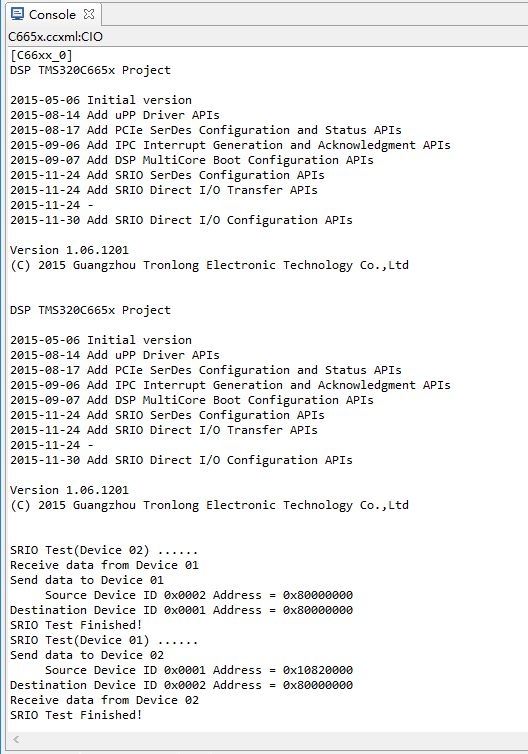 Console
C665x.ccxml:CIO
[C66xx_0]
DSP TMS320C665x Project
2015-05-06 Initial version
2015-08-14 Add uPP Driver APIs
2015-08-17 Add PCIe SerDes Configuration and Status APIs
2015-09-06 Add IPC Interrupt Generation and Acknowledgment APIs
2015-09-07 Add DSP MultiCore Boot Configuration APIs
2015-11-24 Add SRIO SerDes Configuration APIs
2015-11-24 Add SRIO Direct I/O Transfer APIs
2015-11-24 -
2015-11-30 Add SRIO Direct I/O Configuration APIs
Version 1.06.1201
(C) 2015 Guangzhou Tronlong Electronic Technology Co.,Ltd
DSP TMS320C665x Project
2015-05-06 Initial version
2015-08-14 Add uPP Driver APIs
2015-08-17 Add PCIe SerDes Configuration and Status APIs
2015-09-06 Add IPC Interrupt Generation and Acknowledgment APIs
2015-09-07 Add DSP MultiCore Boot Configuration APIs
2015-11-24 Add SRIO SerDes Configuration APIs
2015-11-24 Add SRIO Direct I/O Transfer APIs
2015-11-24 -
2015-11-30 Add SRIO Direct I/O Configuration APIs
Version 1.06.1201
(C) 2015 Guangzhou Tronlong Electronic Technology Co.,Ltd
SRIO Test(Device 02) ......
Receive data from Device 01
Send data to Device 01
Source Device ID 0x0002 Address = 0x80000000
Destination Device ID 0x0001 Address = 0x80000000
SRIO Test Finished!
SRIO Test(Device 01) ......
Send data to Device 02
Source Device ID 0x0001 Address = 0x10820000
Destination Device ID 0x0002 Address = 0x80000000
Receive data from Device 02
SRIO Test Finished!